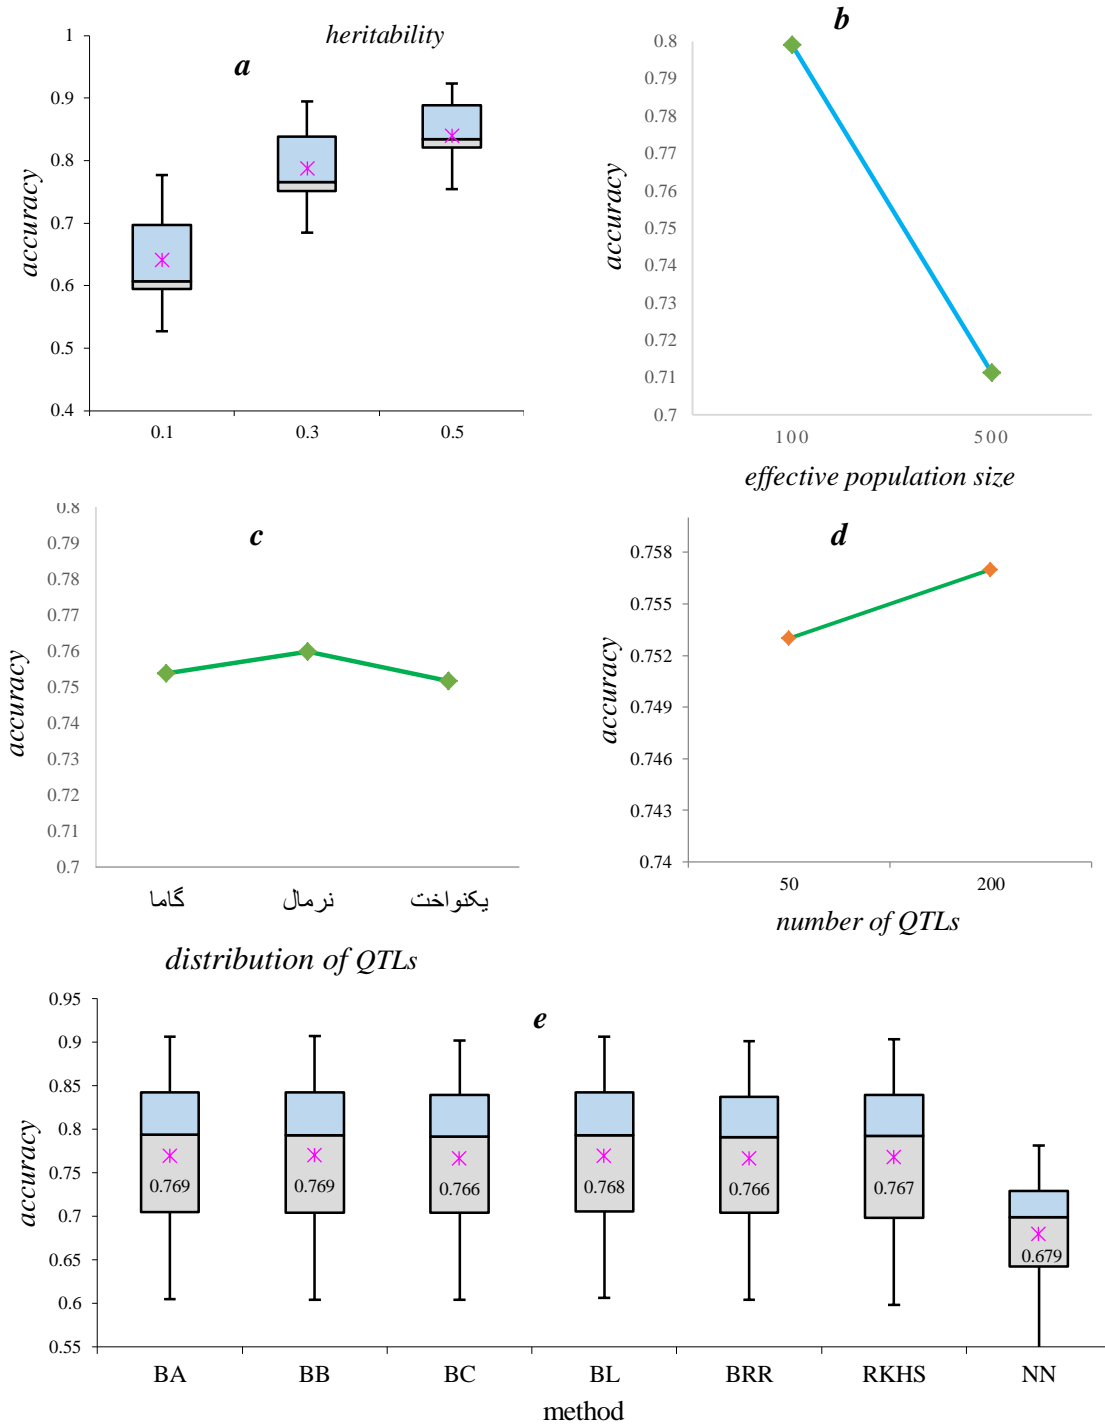 heritability
a
1
0.9
0.8
0.7
0.6
0.5
0.4
accuracy
0.1 0.3 0.5
b
0.8
0.79
0.78
0.77
0.76
0.75
0.74
0.73
0.72
0.71
0.7
accuracy
100 500
effective population size
c
0.8
0.79
0.78
0.77
0.76
0.75
0.74
0.73
0.72
0.71
0.7
accuracy
گاما نرمال یکنواخت
distribution of QTLs
d
0.758
0.755
0.752
0.749
0.746
0.743
0.74
accuracy
50 200
number of QTLs
e
0.95
0.9
0.85
0.8
0.75
0.7
0.65
0.6
0.55
accuracy
0.769 0.769 0.766 0.768 0.766 0.767 0.679
BA BB BC BL BRR RKHS NN
method